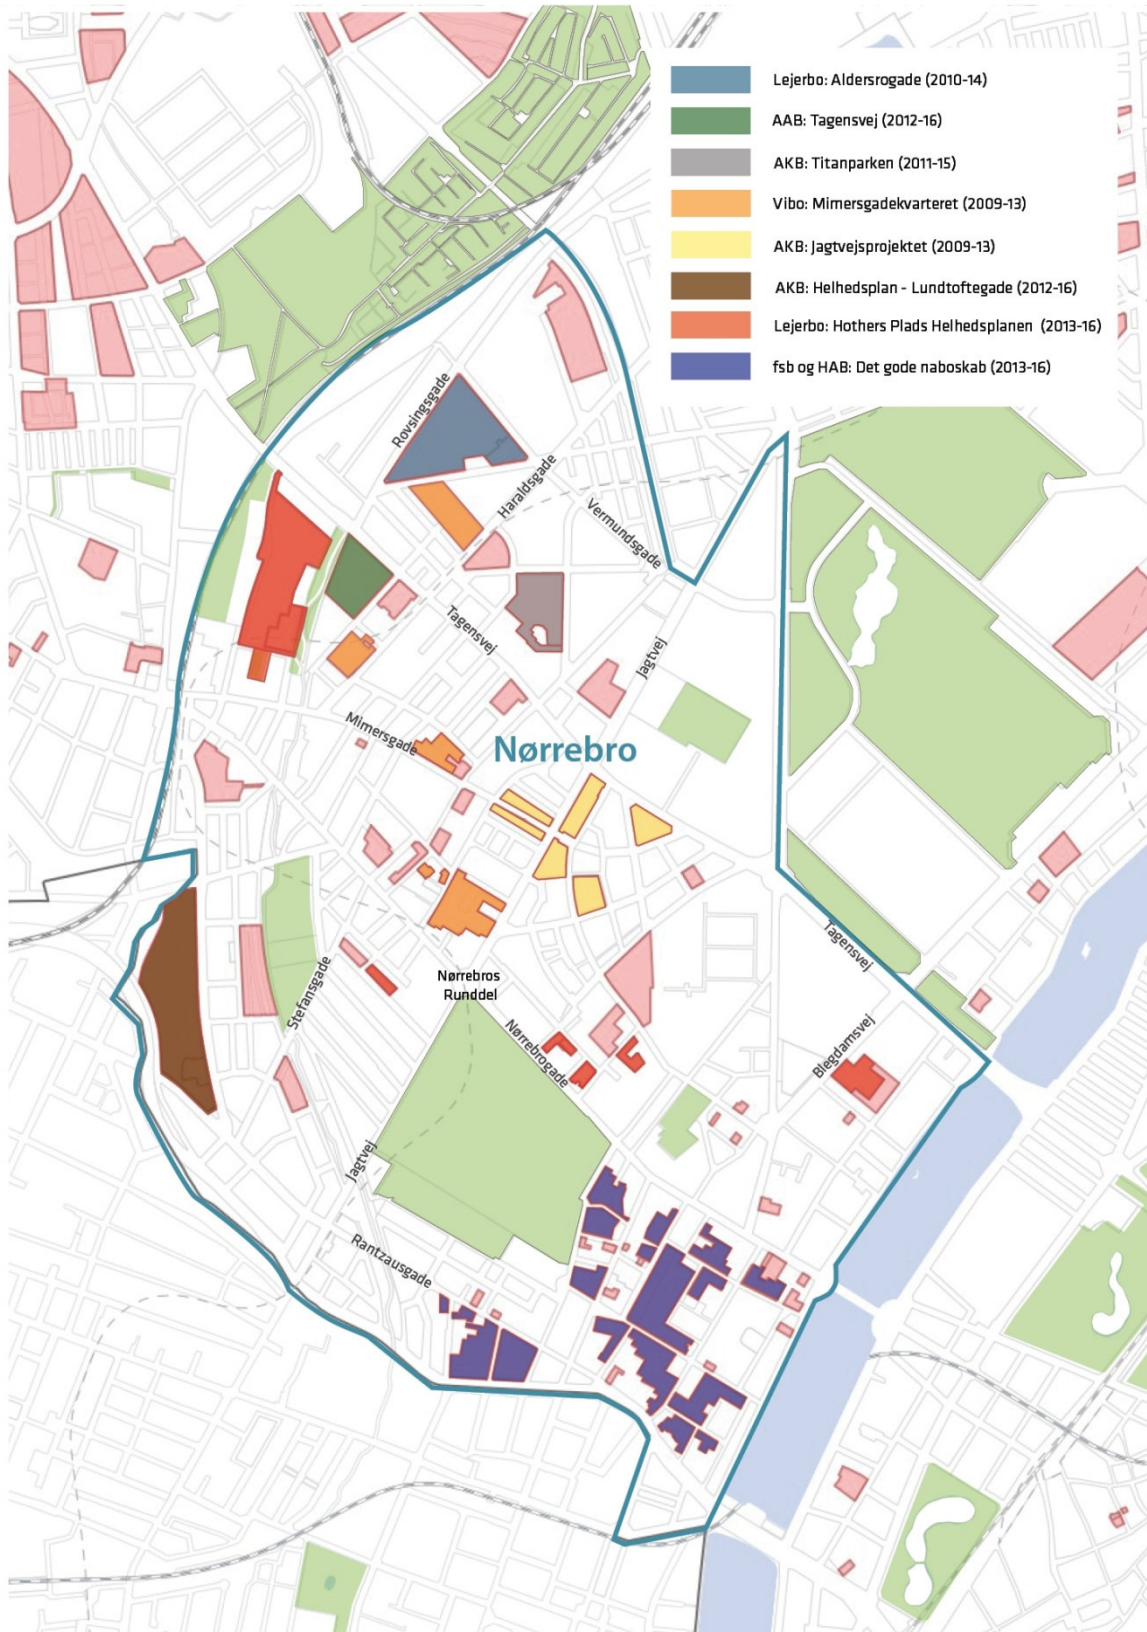 Lejerbo: Aldersrogade (2010-14)
AAB: Tagensvej (2012-16)
AKB: Titanparken (2011-15)
Vibo: Mimersgadekvarteret (2009-13)
AKB: Jagtvejsprojektet (2009-13)
AKB: Helhedsplan - Lundtoftegade (2012-16)
Lejerbo: Hothers Plads Helhedsplanen (2013-16)
fsb og HAB: Det gode naboskab (2013-16)
Rovsingsgade
Haraldsgade
Vermundsgade
Tagensvej
Jagtvej
Mimersgade
Nørrebro
Tagensvej
Stefansgade
Nørrebros
Runddel
Nørrebrogade
Blegdamsvej
Jagtvej
Rantzausgade